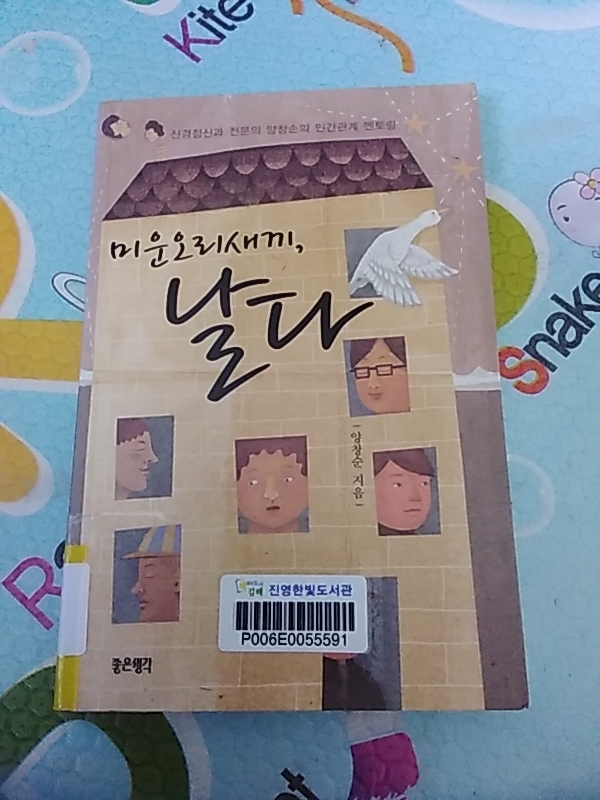 Kite
신경정신과 전문의 양창순의 인간관계 멘토링
미운오리새끼,
날다
Snake
양창순 지음
R
김해
진영한빛도서관
P006E0055591
좋은생각